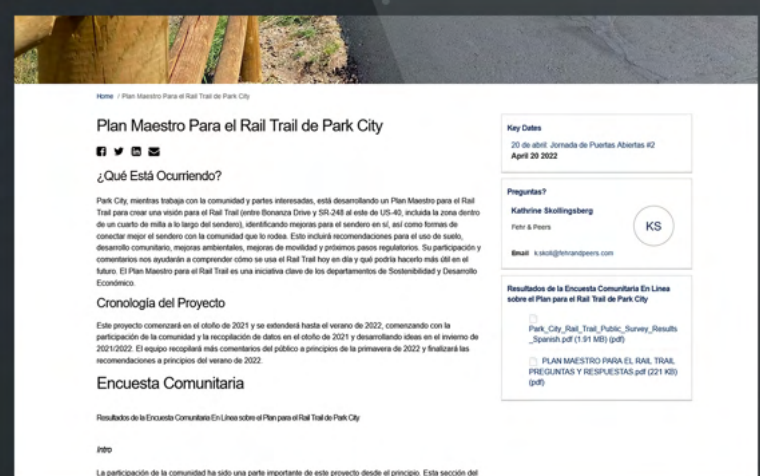 Home / Plan Maestro Para el Rail Trail de Park City
Plan Maestro Para el Rail Trail de Park City
¿Qué Está Ocurriendo?
Park City, mientras trabaja con la comunidad y partes interesadas, está desarrollando un Plan Maestro para el Rail
Trail para crear una visión para el Rail Trail (entre Bonanza Drive y SR-248 al este de US-40, incluida la zona dentro
de un cuarto de milla a lo largo del sendero), identificando mejoras para el sendero en sí, así como formas de
conectar mejor el sendero con la comunidad que lo rodea. Esto incluirá recomendaciones para el uso de suelo,
desarrollo comunitario, mejoras ambientales, mejoras de movilidad y próximos pasos regulatorios. Su participación y
comentarios nos ayudarán a comprender cómo se usa el Rail Trail hoy en día y qué podría hacerlo más útil en el
futuro. El Plan Maestro para el Rail Trail es una iniciativa clave de los departamentos de Sostenibilidad y Desarrollo
Económico.
Cronología del Proyecto
Este proyecto comenzará en el otoño de 2021 y se extenderá hasta el verano de 2022, comenzando con la
participación de la comunidad y la recopilación de datos en el otoño de 2021 y desarrollando ideas en el invierno de
2021/2022. El equipo recopilará más comentarios del público a principios de la primavera de 2022 y finalizará las
recomendaciones a principios del verano de 2022.
Encuesta Comunitaria
Resultados de la Encuesta Comunitaria En Línea sobre el Plan para el Rail Trail de Park City
Intro
La participación de la comunidad ha sido una parte importante de este proyecto desde el principio. Esta sección del
Key Dates
20 de abril: Jornada de Puertas Abiertas #2
April 20 2022
Preguntas?
Kathrine Skollingsberg
Fehr & Peers
KS
Email k.skoll@fehrandpeers.com
Resultados de la Encuesta Comunitaria En Línea
sobre el Plan para el Rail Trail de Park City
Park_City_Rail_Trail_Public_Survey_Results
_Spanish.pdf (1.91 MB) (pdf)
PLAN MAESTRO PARA EL RAIL TRAIL
PREGUNTAS Y RESPUESTAS.pdf (221 KB)
(pdf)